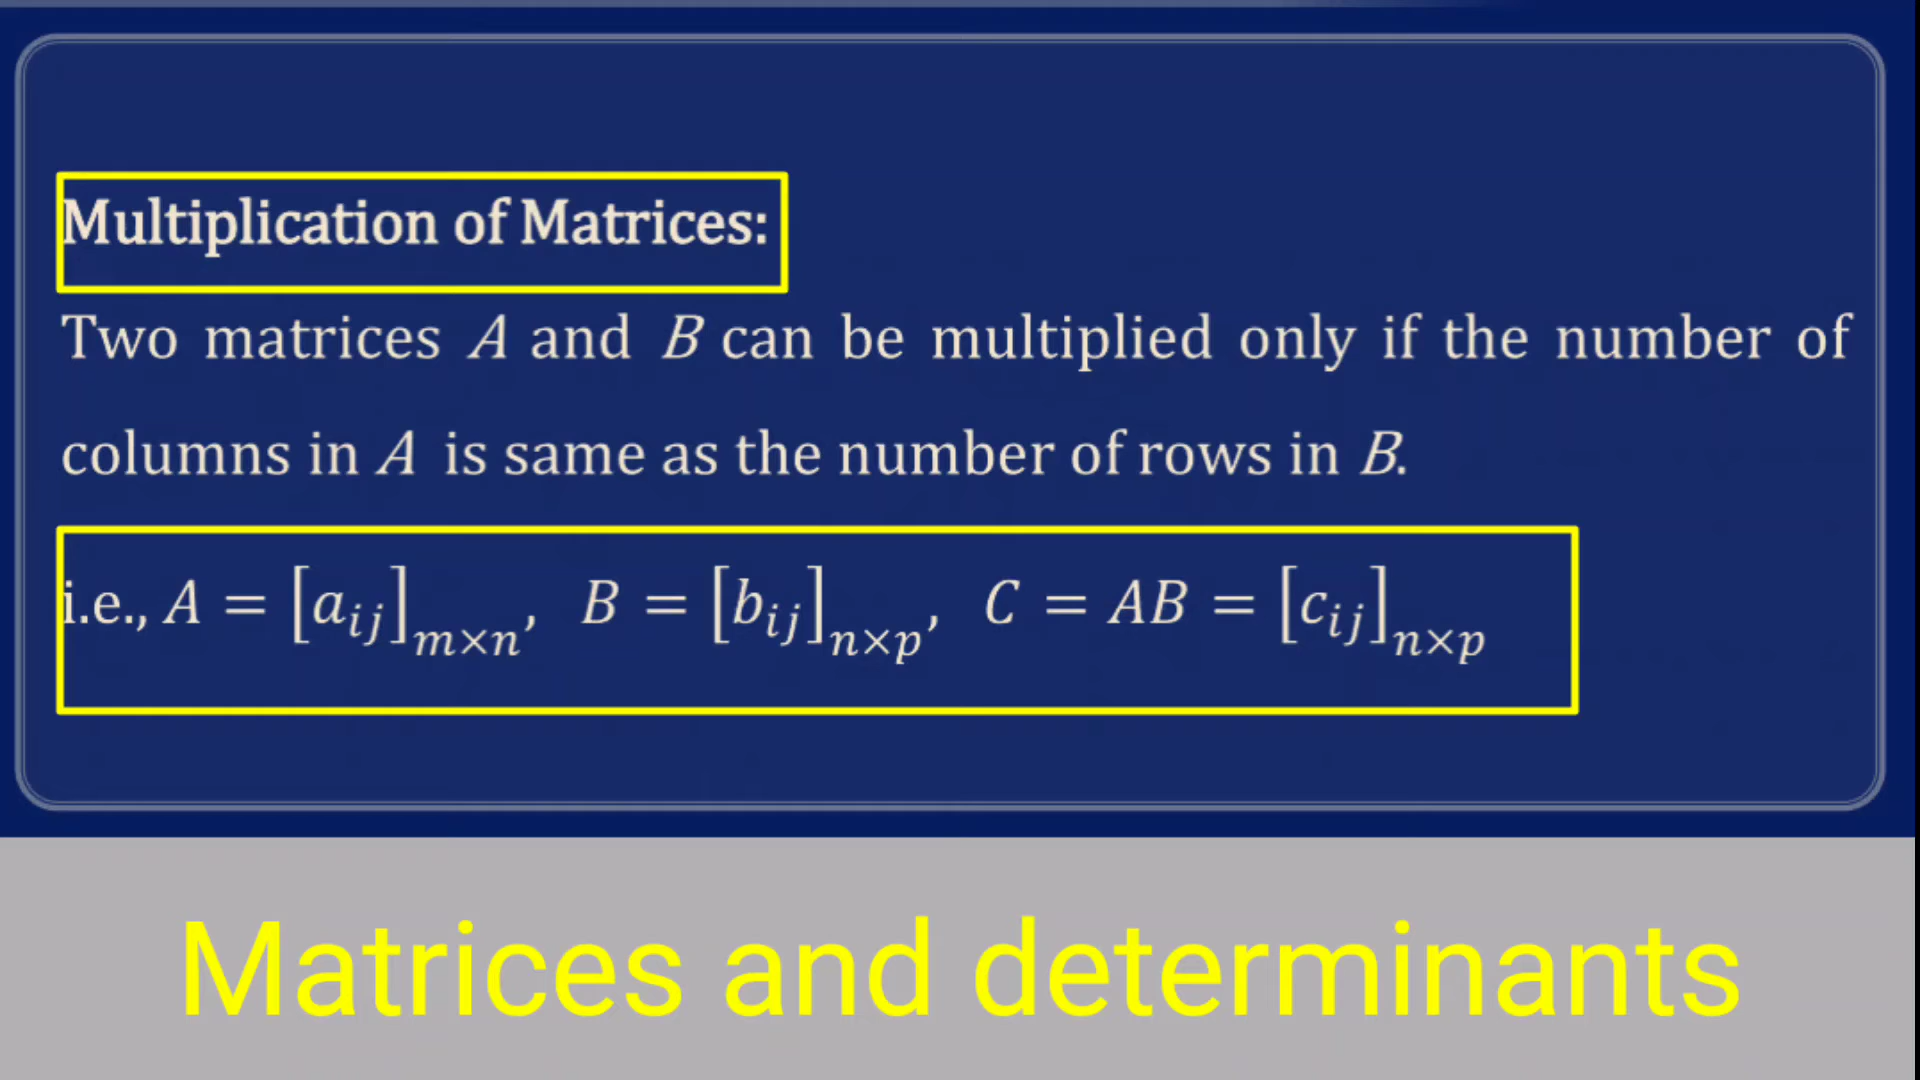 Multiplication of Matrices:
Two matrices A and B can be multiplied only if the number of
columns in A is same as the number of rows in B.
i.e., A = [aᵢⱼ]ₘ×ₙ, B = [bᵢⱼ]ₙ×ₚ, C = AB = [cᵢⱼ]ₙ×ₚ
Matrices and determinants